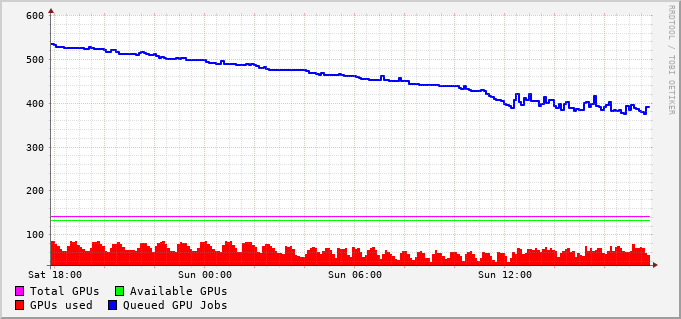 600
500
400
300
200
100
Sat 18:00 Sun 00:00 Sun 06:00 Sun 12:00
Total GPUs Available GPUs
GPUs used Queued GPU Jobs
RRDTOOL / TOBI OETIKER